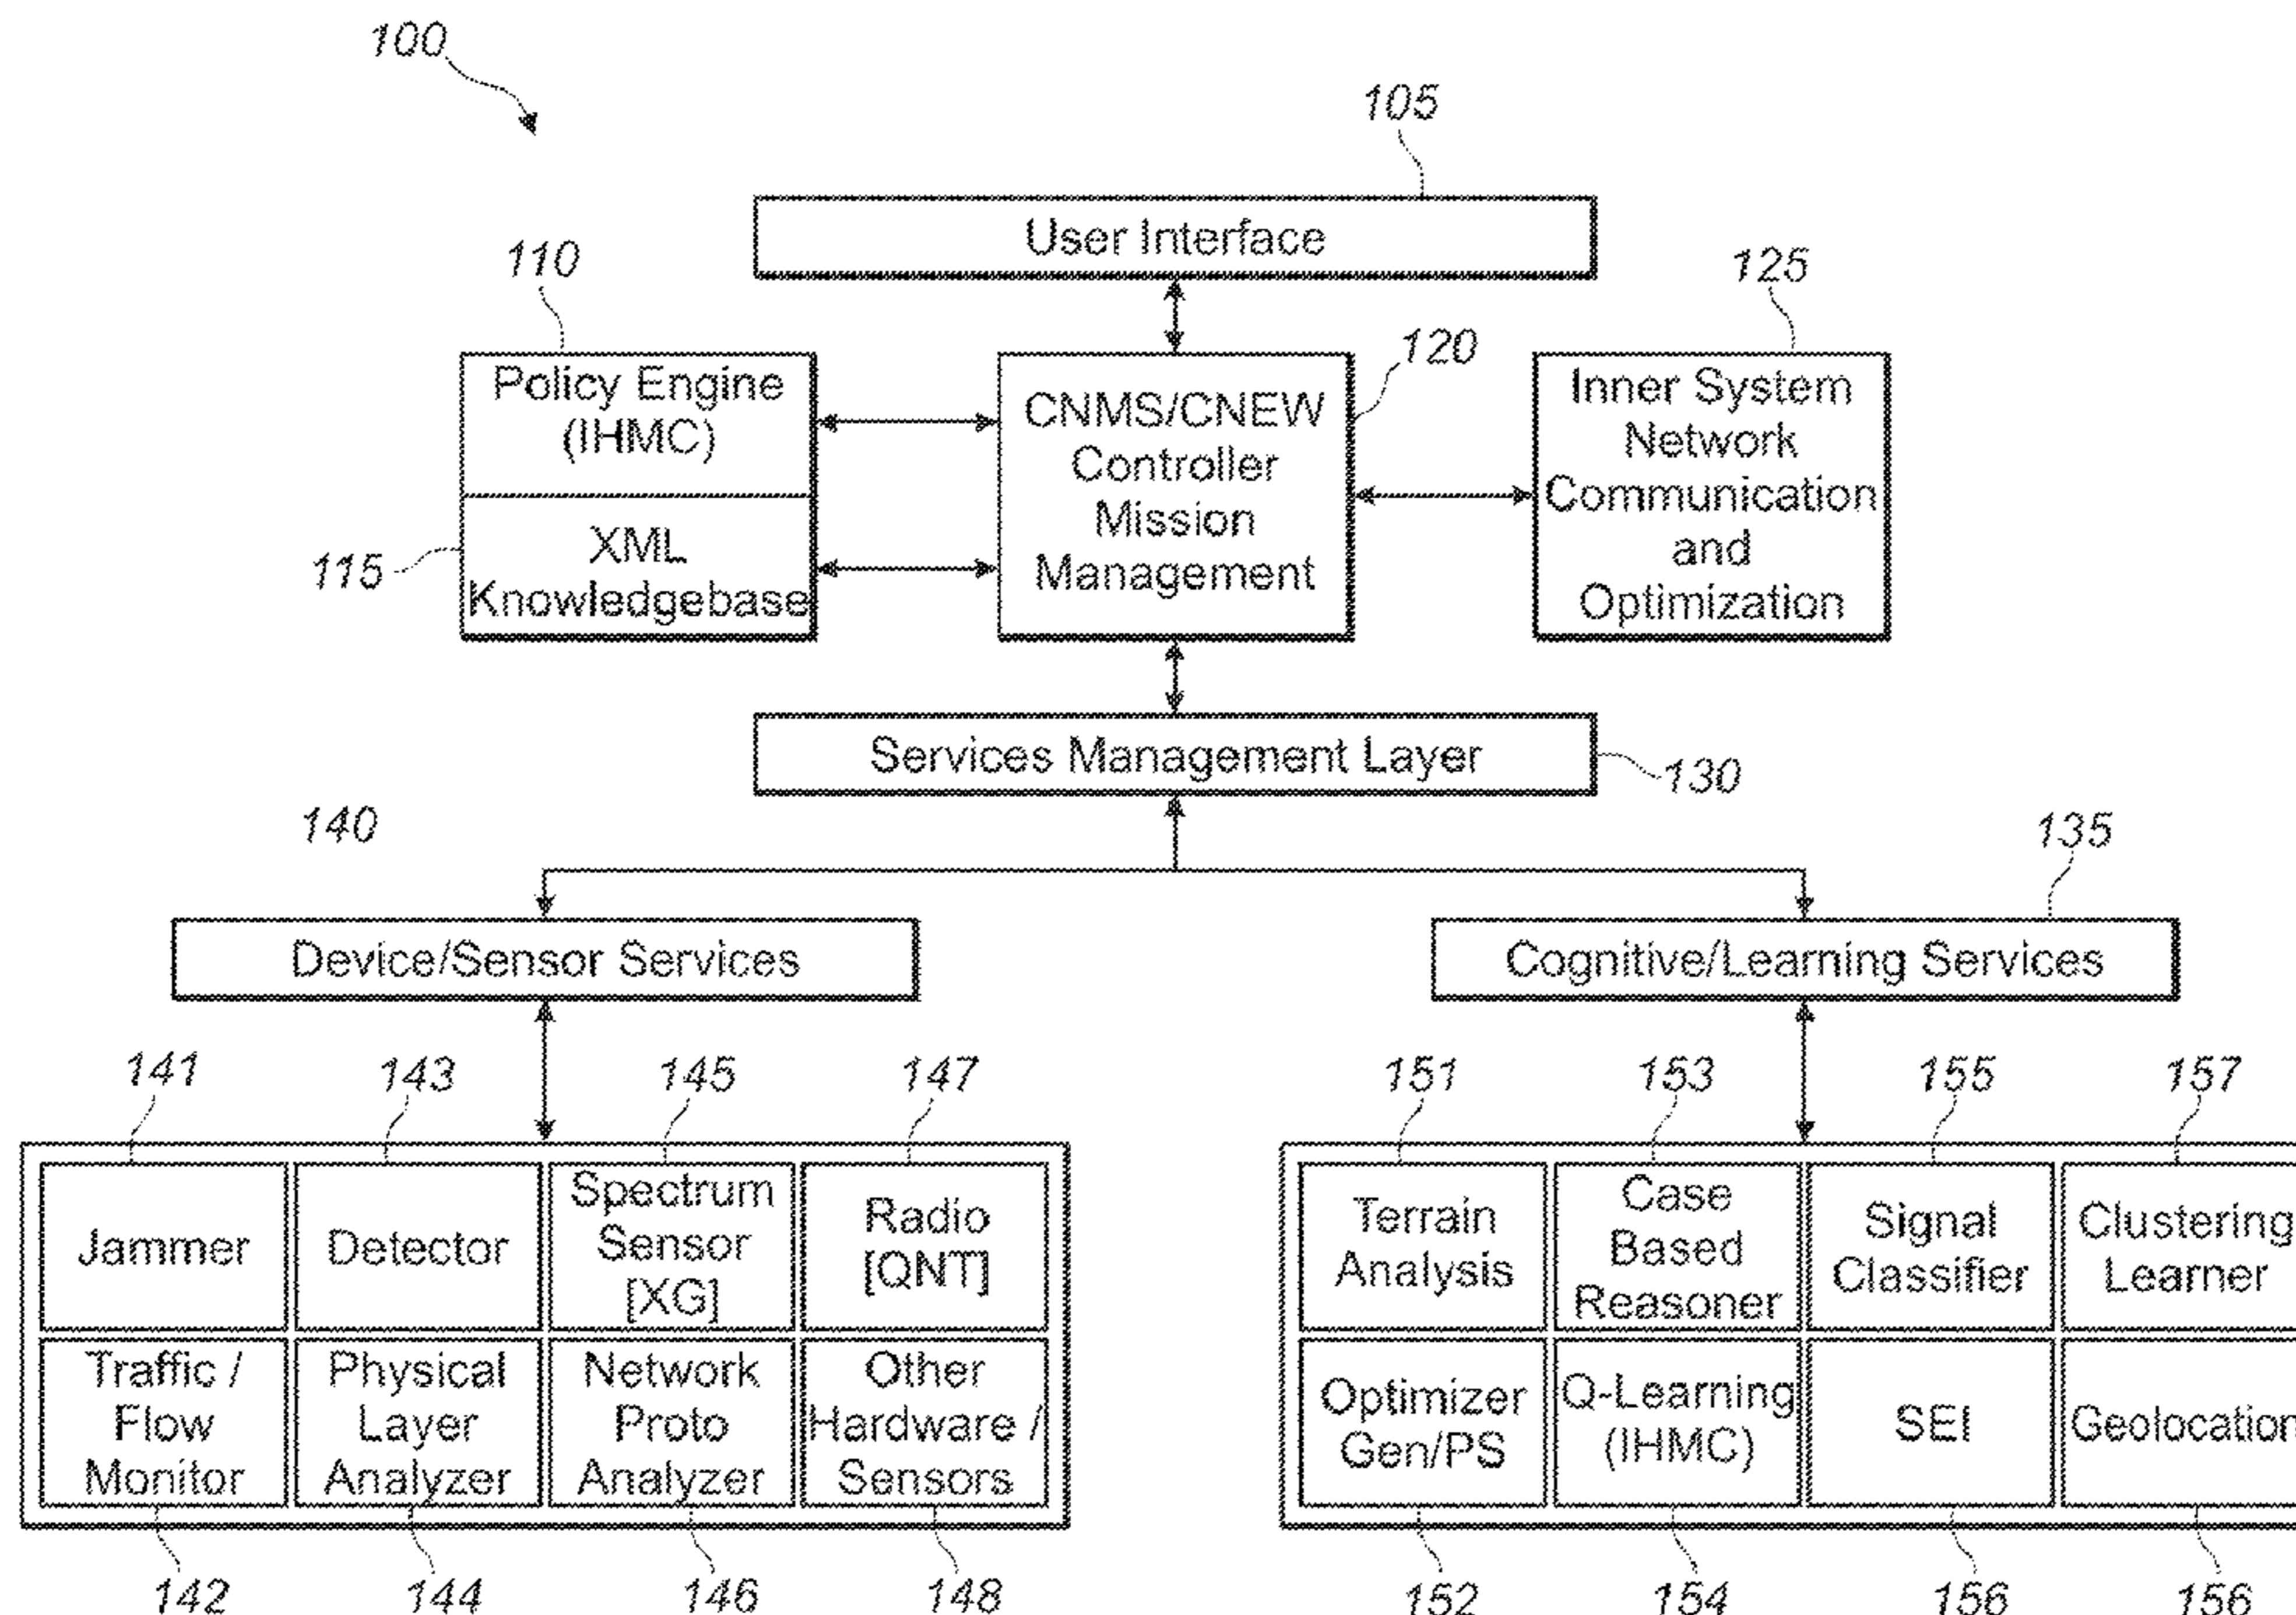 100
105
User Interface
110
125
Policy Engine
(IHMC)
120
CNMS/CNEW
Controller
Mission
Management
Inner System
Network
Communication
and
Optimization
115
XML
Knowledgebase
Services Management Layer
130
140
135
Device/Sensor Services
Cognitive/Learning Services
141
143
145
147
Jammer
Detector
Spectrum
Sensor
[XG]
Radio
[QNT]
Traffic /
Flow
Monitor
Physical
Layer
Analyzer
Network
Proto
Analyzer
Other
Hardware /
Sensors
142
144
146
148
151
153
155
157
Terrain
Analysis
Case
Based
Reasoner
Signal
Classifier
Clustering
Learner
Optimizer
Gen/PS
Q-Learning
(IHMC)
SEI
Geolocation
152
154
156
156